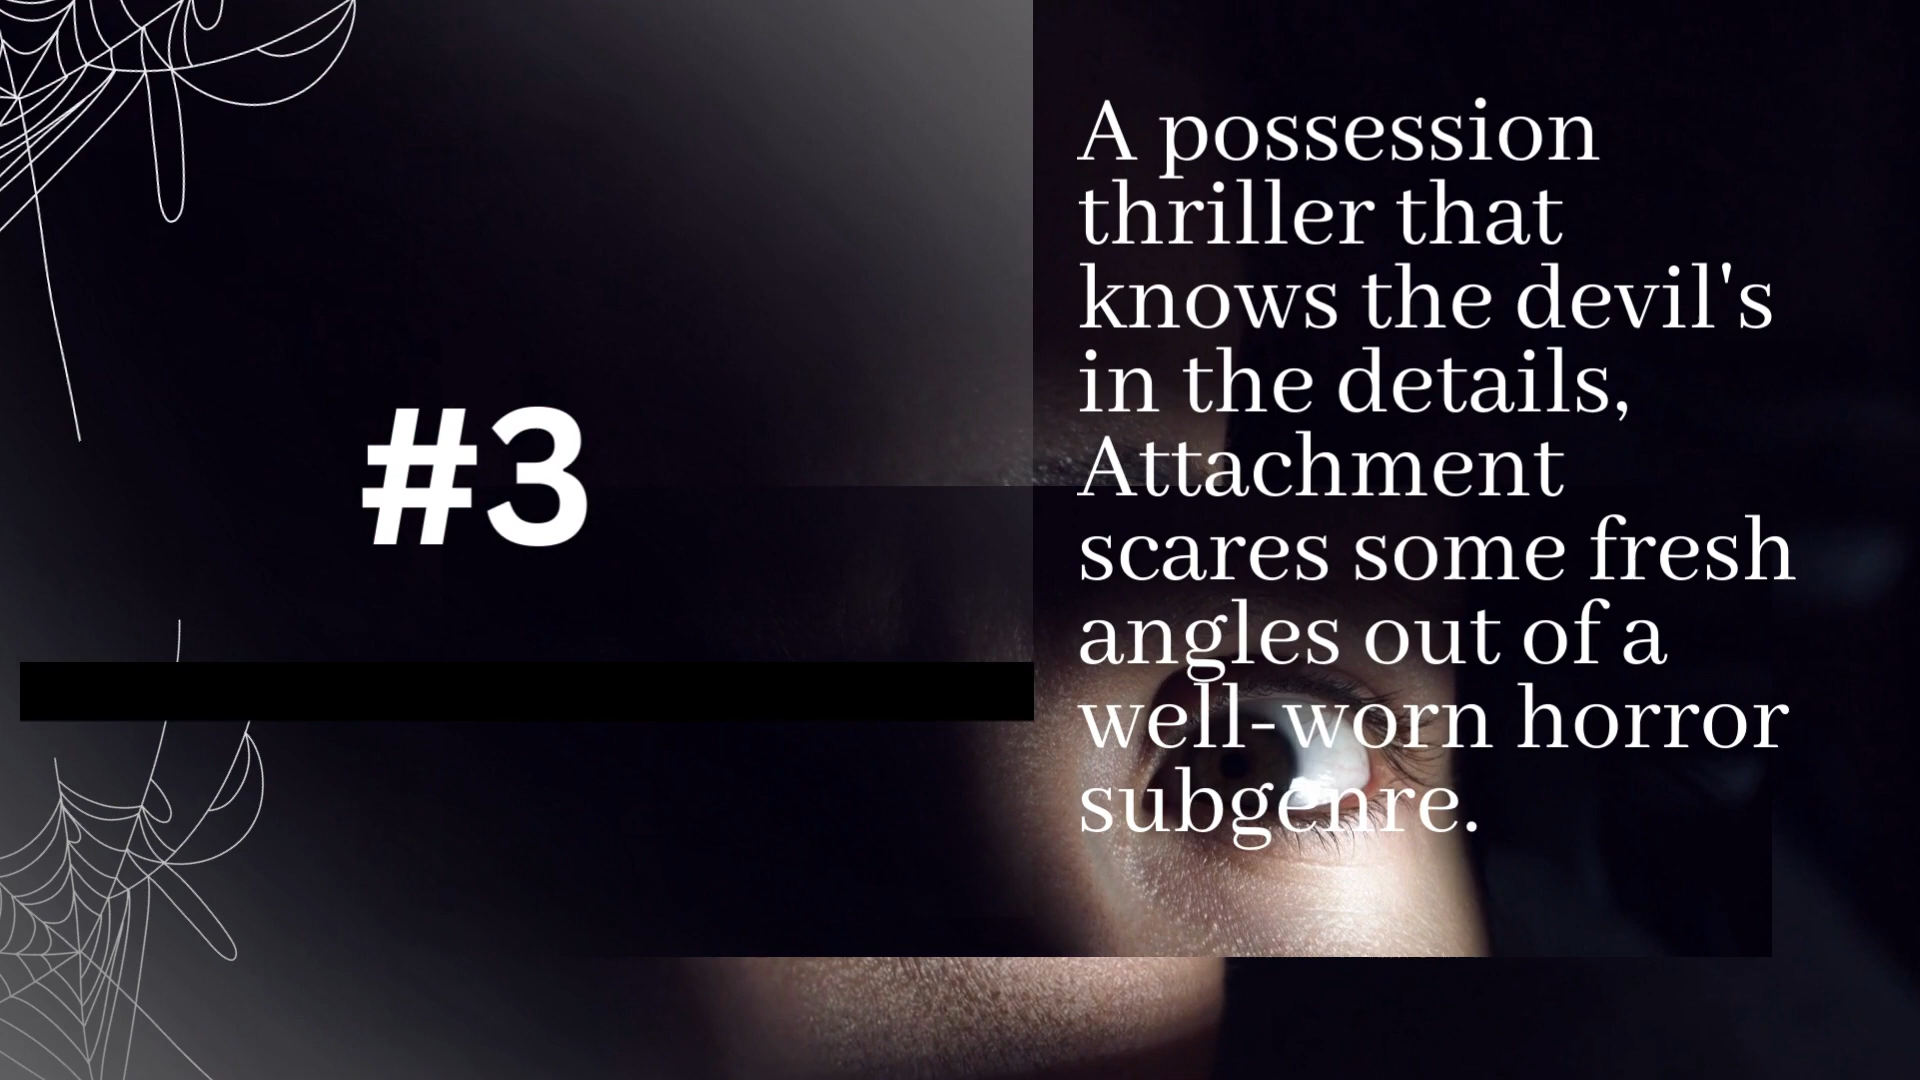 #3
A possession
thriller that
knows the devil's
in the details,
Attachment
scares some fresh
angles out of a
well-worn horror
subgenre.